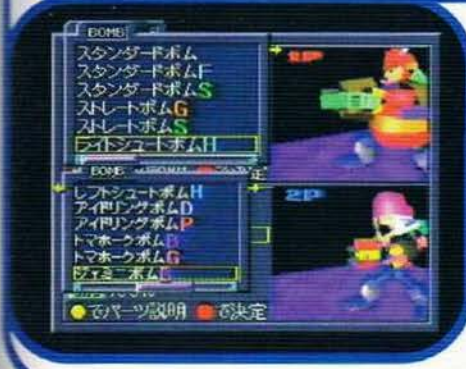 BOMB
スタンダードボム
スタンダードボムF
スタンダードボムS
ストレートボムG
ストレートボムS
ライトシュートボムH
1P
BOMB
レフトシュートボムH
アイドリングボムD
アイドリングボムP
トマホークボムB
トマホークボムG
ジェミニボム
2P
でパーツ説明 で決定